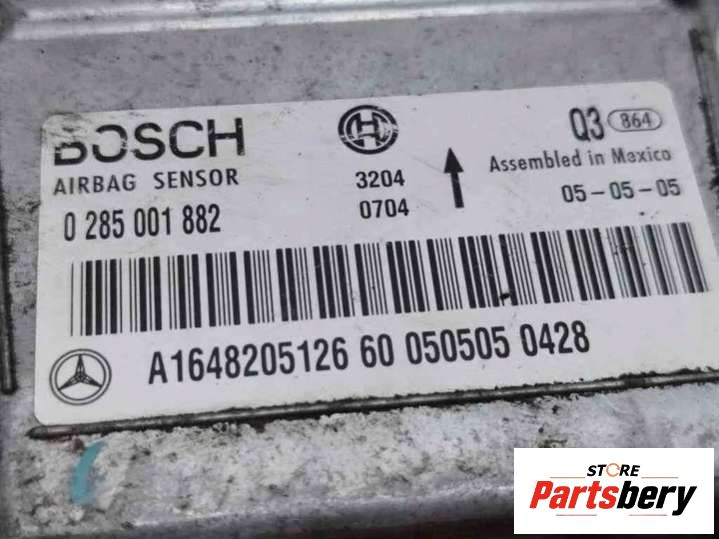 BOSCH
AIRBAG SENSOR
0 285 001 882
3204
0704
Q3 864
Assembled in Mexico
05-05-05
A1648205126 60 050505 0428
STORE
Partsbery